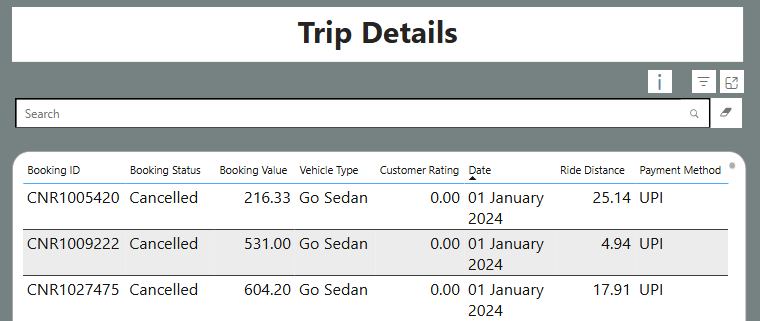 Trip Details
i
Search
Booking ID Booking Status Booking Value Vehicle Type Customer Rating Date Ride Distance Payment Method
CNR1005420 Cancelled 216.33 Go Sedan 0.00 01 January 2024 25.14 UPI
CNR1009222 Cancelled 531.00 Go Sedan 0.00 01 January 2024 4.94 UPI
CNR1027475 Cancelled 604.20 Go Sedan 0.00 01 January 2024 17.91 UPI